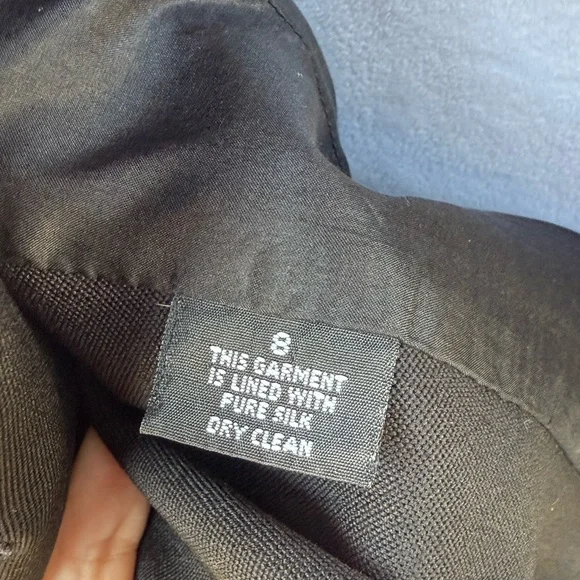 8
THIS GARMENT
IS LINED WITH
PURE SILK
DRY CLEAN